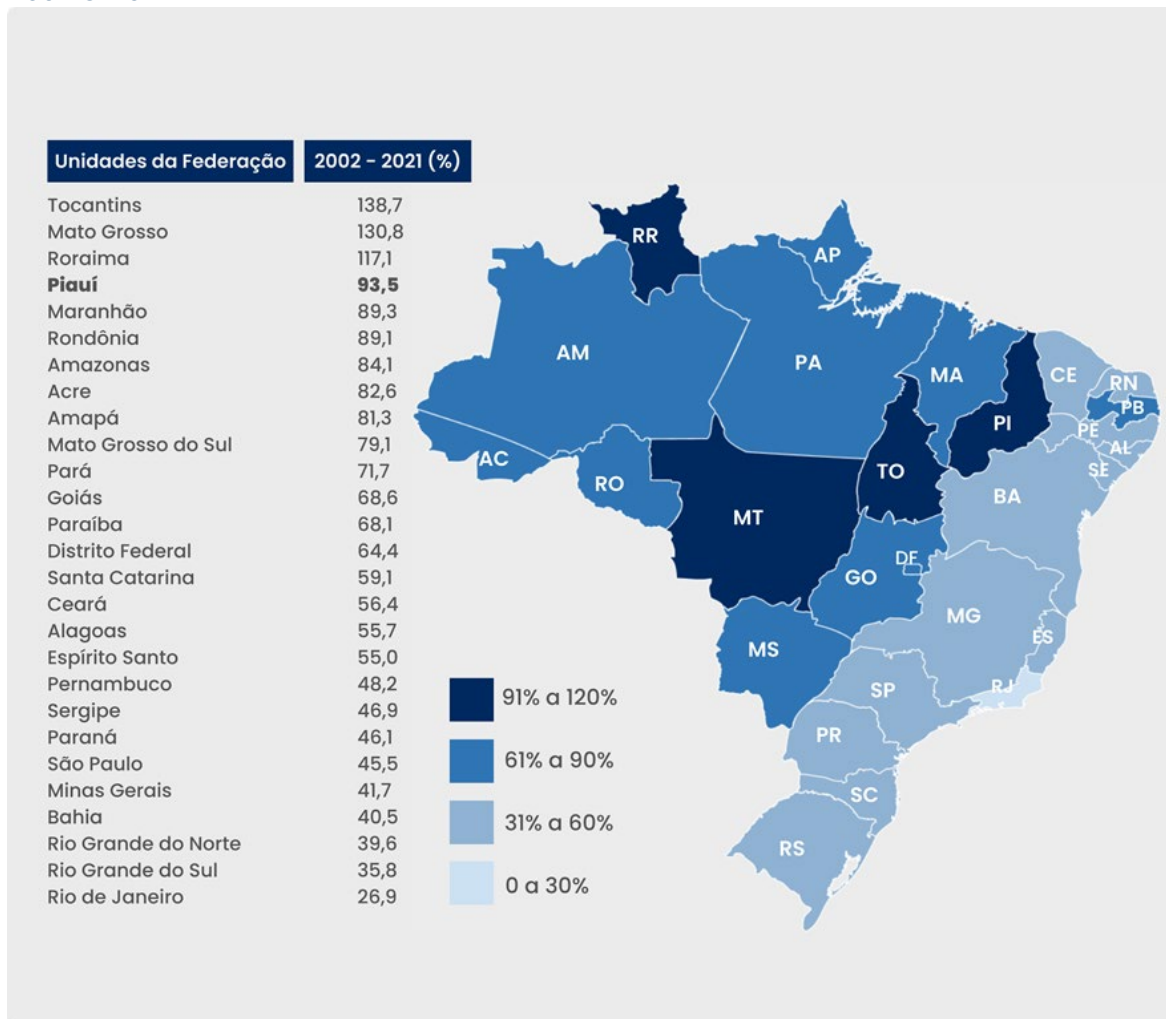 Unidades da Federação 2002 - 2021 (%)
Tocantins 138,7
Mato Grosso 130,8
Roraima 117,1
Piauí 93,5
Maranhão 89,3
Rondônia 89,1
Amazonas 84,1
Acre 82,6
Amapá 81,3
Mato Grosso do Sul 79,1
Pará 71,7
Goiás 68,6
Paraíba 68,1
Distrito Federal 64,4
Santa Catarina 59,1
Ceará 56,4
Alagoas 55,7
Espírito Santo 55,0
Pernambuco 48,2
Sergipe 46,9
Paraná 46,1
São Paulo 45,5
Minas Gerais 41,7
Bahia 40,5
Rio Grande do Norte 39,6
Rio Grande do Sul 35,8
Rio de Janeiro 26,9
RR
AP
AM
PA
MA
CE
RN
PB
PI
PE
AL
SE
AC
RO
TO
BA
MT
DF
GO
MG
ES
MS
SP
RJ
PR
SC
RS
91% a 120%
61% a 90%
31% a 60%
0 a 30%